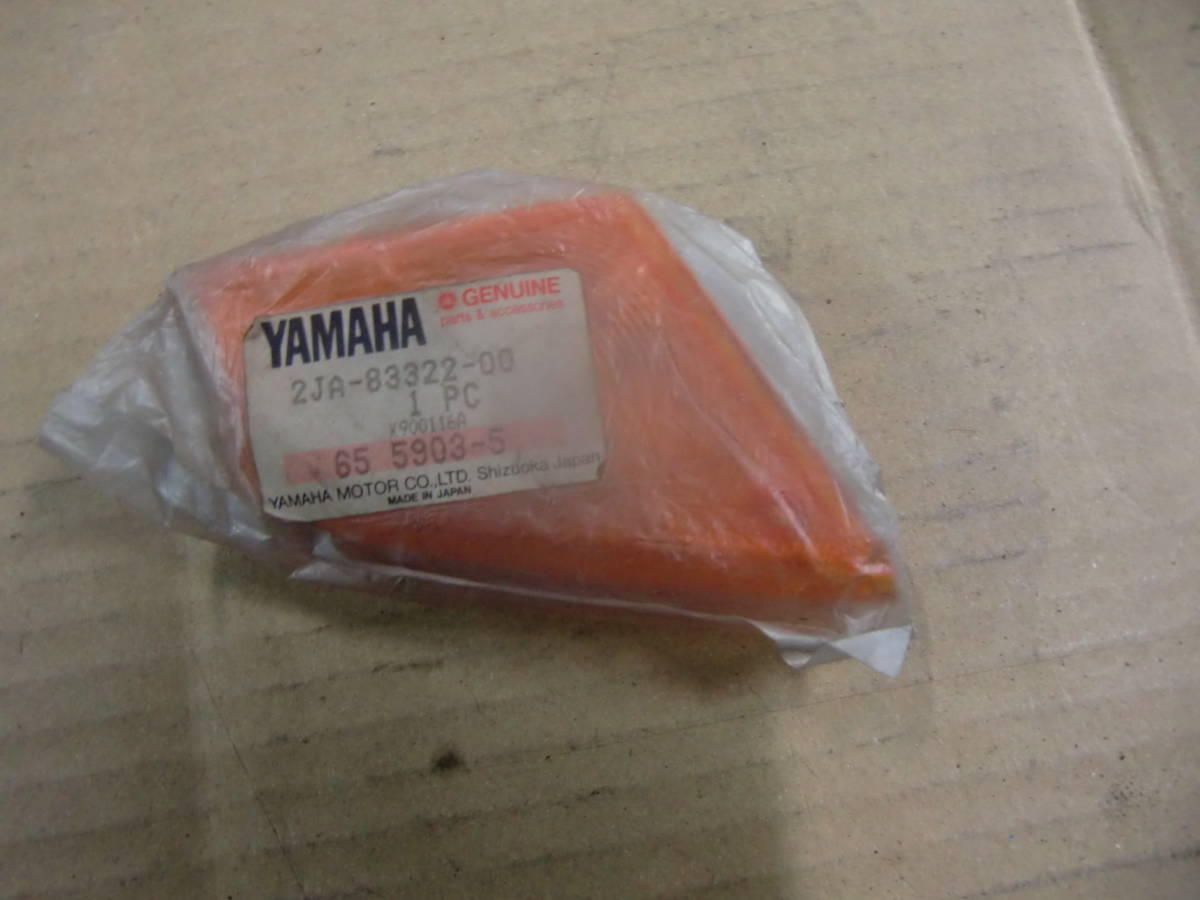 YAMAHA
GENUINE
parts & accessories
2JA-83322-00
1 PC
K900116A
65 5903-5
YAMAHA MOTOR CO.,LTD. Shizuoka Japan
MADE IN JAPAN